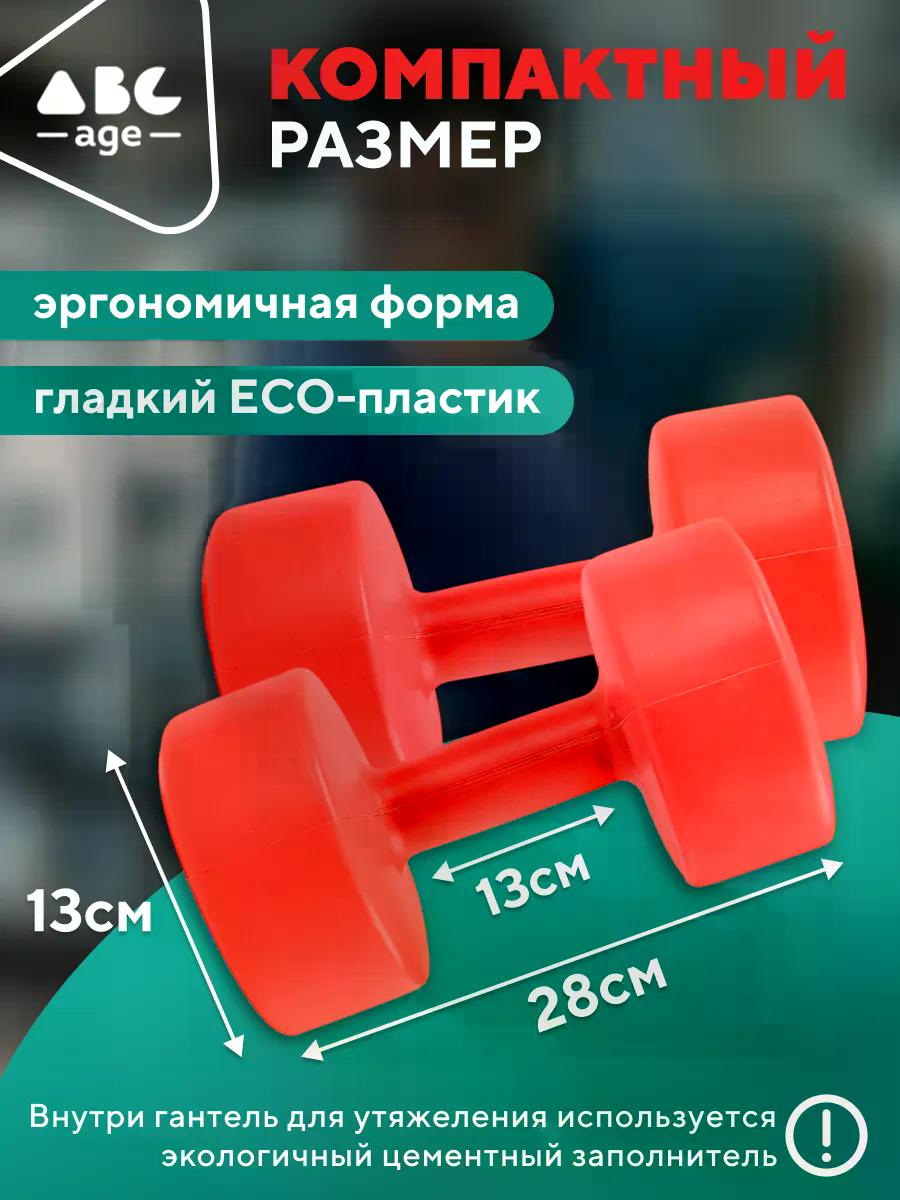 ABC
age
КОМПАКТНЫЙ
РАЗМЕР
эргономичная форма
гладкий ECO-пластик
13см
13см
28см
Внутри гантель для утяжеления используется
экологичный цементный заполнитель